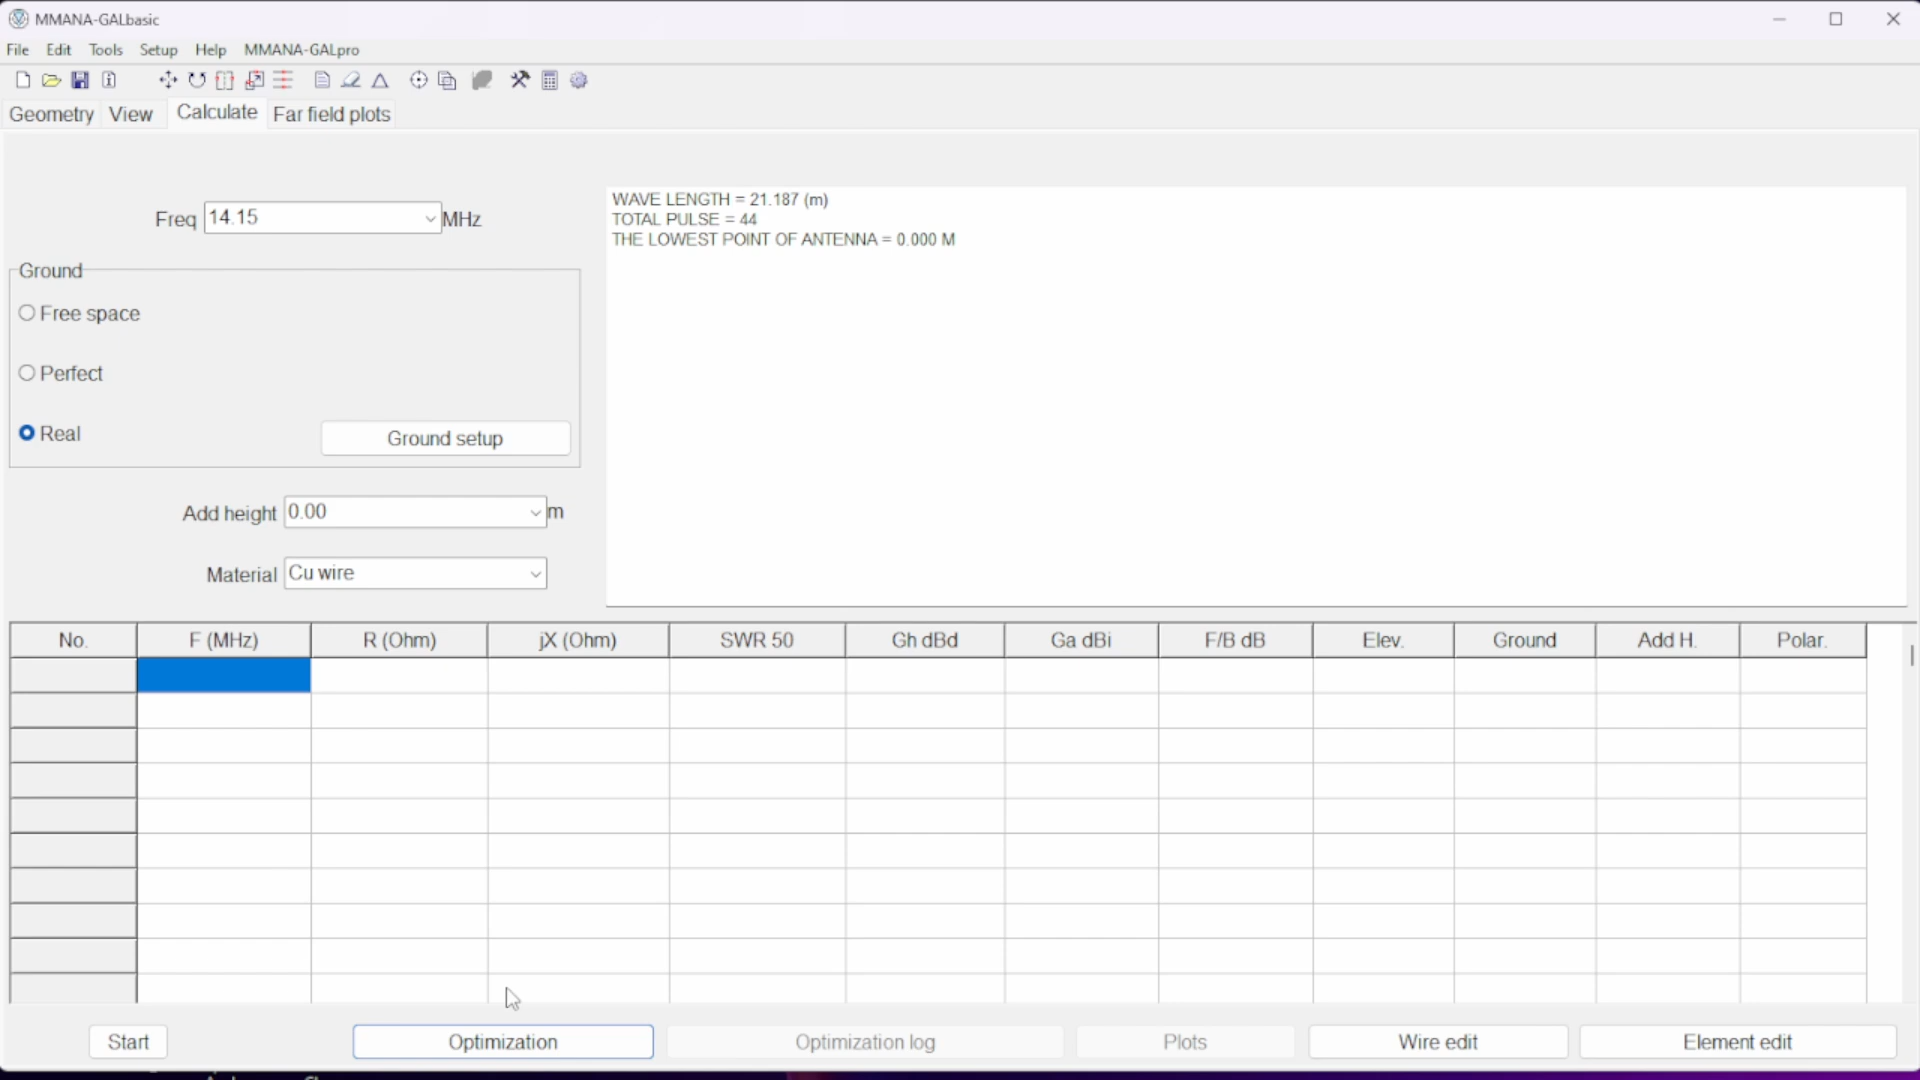 MMANA-GALbasic
File Edit Tools Setup Help MMANA-GALpro
Geometry View Calculate Far field plots
Freq 14.15 MHz
Ground
Free space
Perfect
Real
Ground setup
Add height 0.00 m
Material Cu wire
WAVE LENGTH = 21.187 (m)
TOTAL PULSE = 44
THE LOWEST POINT OF ANTENNA = 0.000 M
No. F (MHz) R (Ohm) jX (Ohm) SWR 50 Gh dBd Ga dBi F/B dB Elev. Ground Add H. Polar.
Start Optimization Optimization log Plots Wire edit Element edit